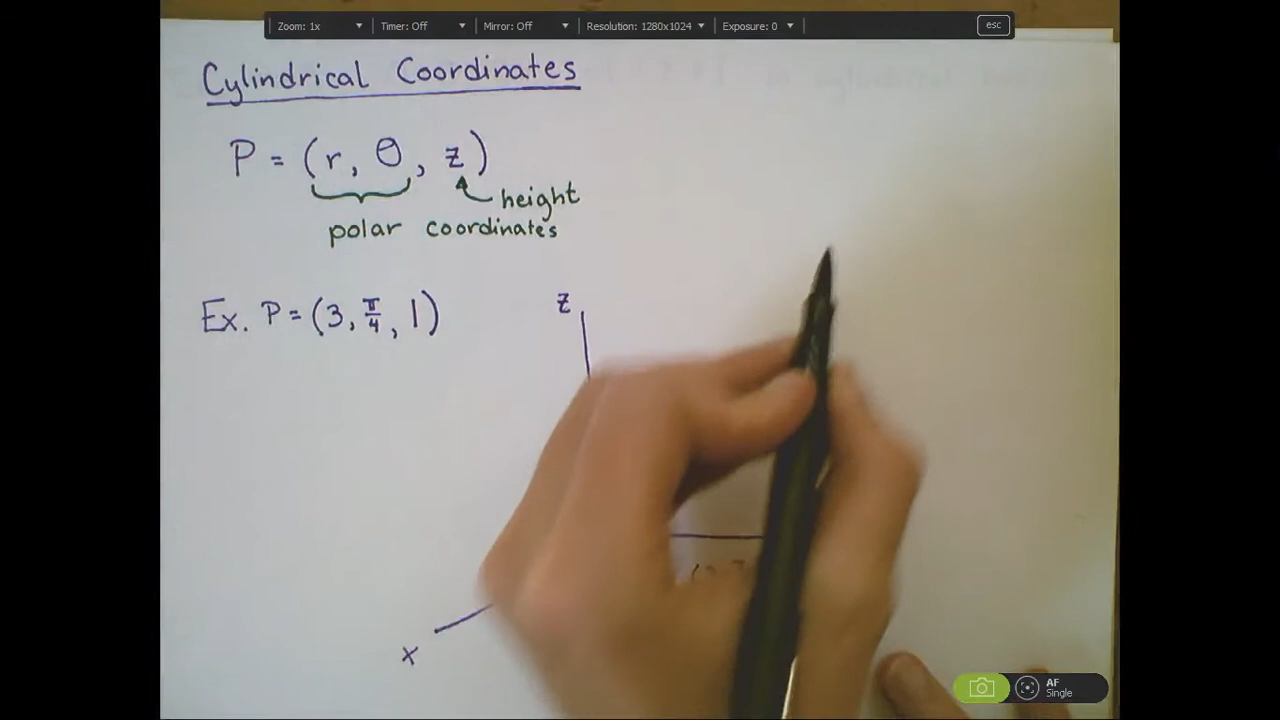 Zoom: 1x Timer: Off Mirror: Off Resolution: 1280x1024 Exposure: 0 esc
Cylindrical Coordinates
P = (r, θ, z)
height
polar coordinates
Ex. P = (3, π/4, 1)
z
x
AF
Single